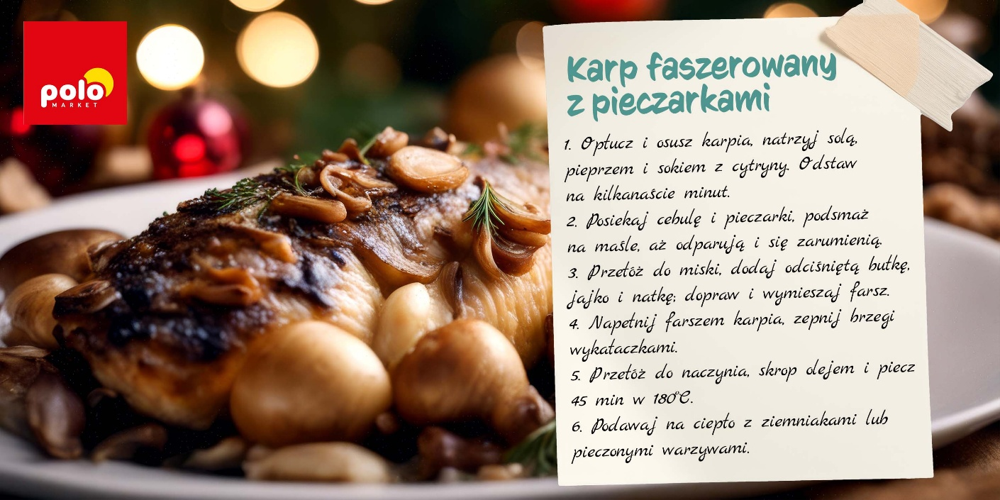 polo
MARKET
Karp faszerowany
z pieczarkami
1. Opłucz i osusz karpia, natrzyj solą,
pieprzem i sokiem z cytryny. Odstaw
na kilkanaście minut.
2. Posiekaj cebulę i pieczarki, podsmaż
na maśle, aż odparują i się zarumienią.
3. Przełóż do miski, dodaj odciśniętą bułkę,
jajko i natkę; dopraw i wymieszaj farsz.
4. Napełnij farszem karpia, zepnij brzegi
wykałaczkami.
5. Przełóż do naczynia, skrop olejem i piecz
45 min w 180°C.
6. Podawaj na ciepło z ziemniakami lub
pieczonymi warzywami.